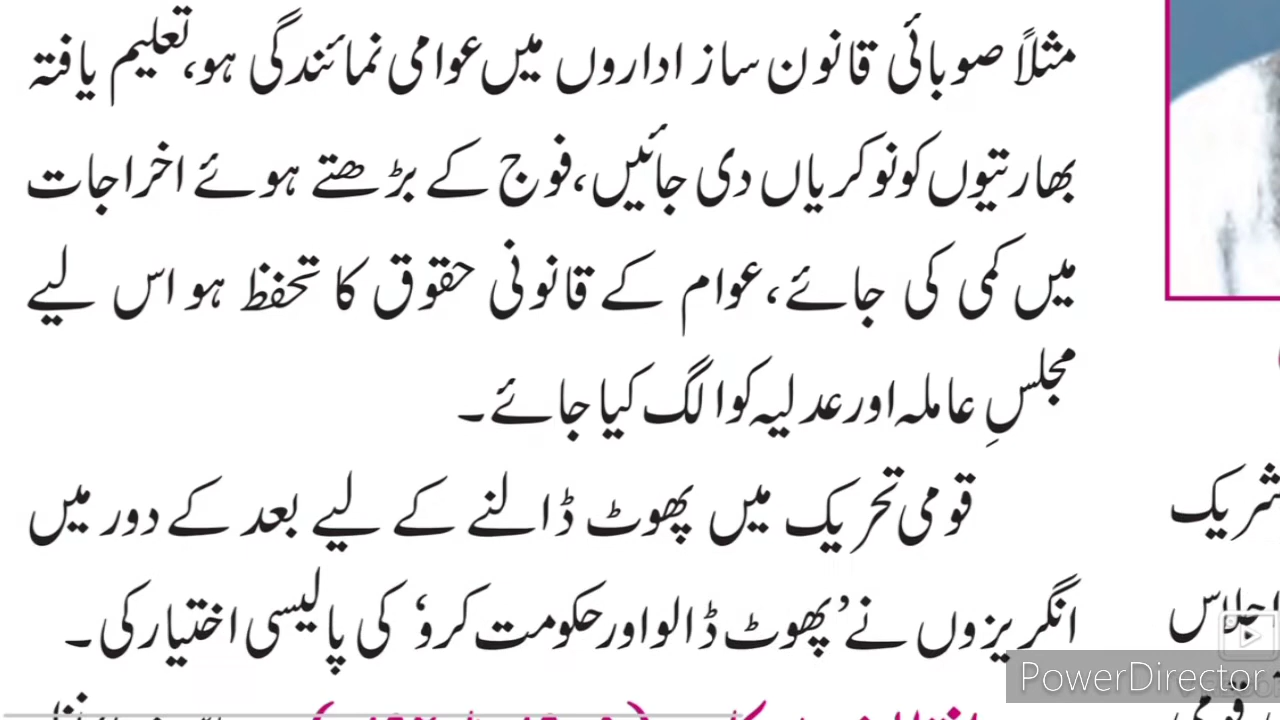 مثلاً صوبائی قانون ساز اداروں میں عوامی نمائندگی ہو، تعلیم یافتہ
بھارتیوں کو نوکریاں دی جائیں، فوج کے بڑھتے ہوئے اخراجات
میں کمی کی جائے، عوام کے قانونی حقوق کا تحفظ ہو اس لیے
مجلسِ عاملہ اور عدلیہ کو الگ کیا جائے۔
قومی تحریک میں پھوٹ ڈالنے کے لیے بعد کے دور میں
انگریزوں نے ’پھوٹ ڈالو اور حکومت کرو‘ کی پالیسی اختیار کی۔
شریک
اجلاس
PowerDirector